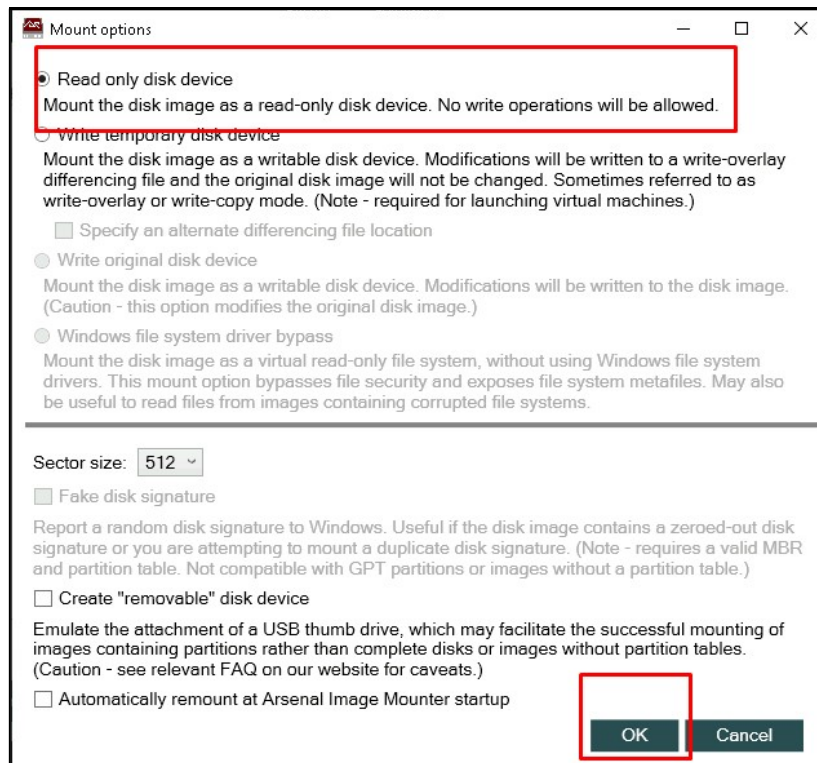 Mount options
Read only disk device
Mount the disk image as a read-only disk device. No write operations will be allowed.
Write temporary disk device
Mount the disk image as a writable disk device. Modifications will be written to a write-overlay
differencing file and the original disk image will not be changed. Sometimes referred to as
write-overlay or write-copy mode. (Note - required for launching virtual machines.)
Specify an alternate differencing file location
Write original disk device
Mount the disk image as a writable disk device. Modifications will be written to the disk image.
(Caution - this option modifies the original disk image.)
Windows file system driver bypass
Mount the disk image as a virtual read-only file system, without using Windows file system
drivers. This mount option bypasses file security and exposes file system metafiles. May also
be useful to read files from images containing corrupted file systems.
Sector size: 512
Fake disk signature
Report a random disk signature to Windows. Useful if the disk image contains a zeroed-out disk
signature or you are attempting to mount a duplicate disk signature. (Note - requires a valid MBR
and partition table. Not compatible with GPT partitions or images without a partition table.)
Create "removable" disk device
Emulate the attachment of a USB thumb drive, which may facilitate the successful mounting of
images containing partitions rather than complete disks or images without partition tables.
(Caution - see relevant FAQ on our website for caveats.)
Automatically remount at Arsenal Image Mounter startup
OK Cancel